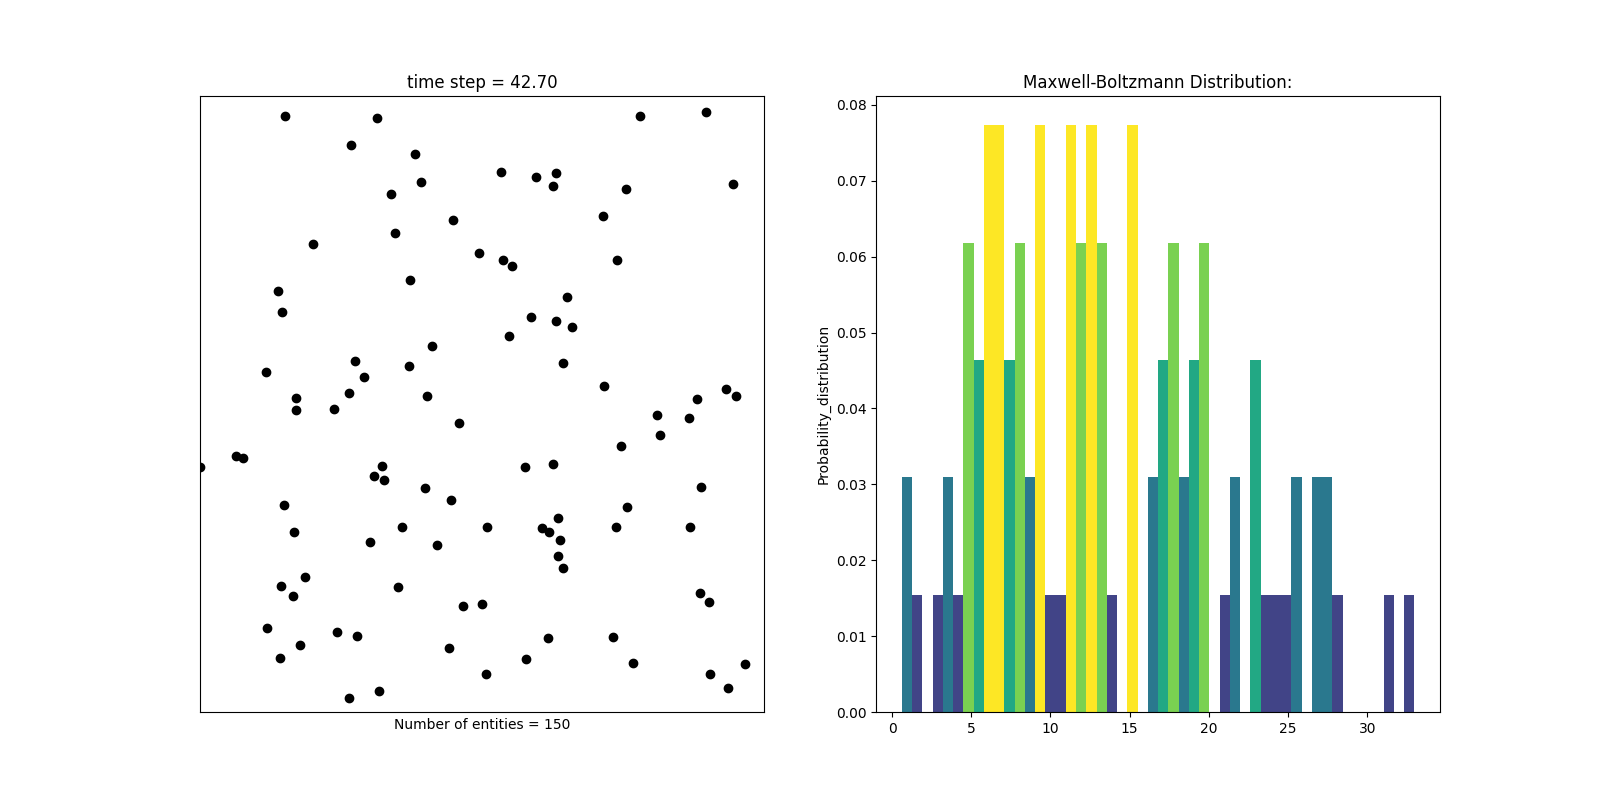 time step = 42.70
Number of entities = 150
Maxwell-Boltzmann Distribution:
Probability_distribution
0.08
0.07
0.06
0.05
0.04
0.03
0.02
0.01
0.00
0 5 10 15 20 25 30